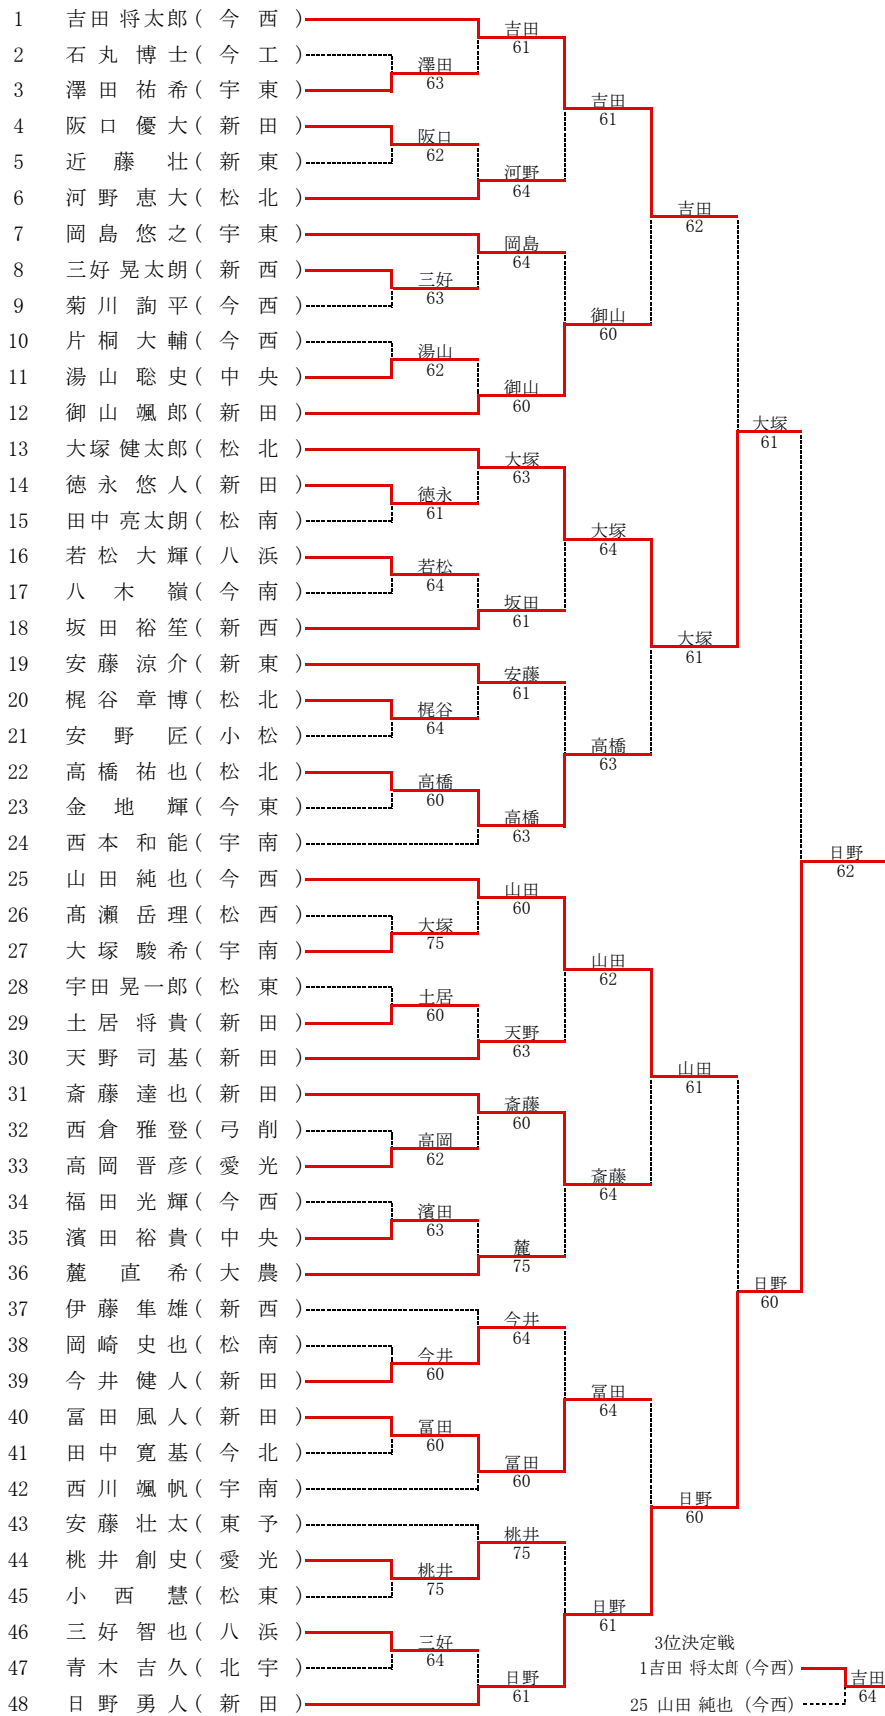 1 吉田 将太郎 ( 今 西 )
2 石 丸 博 士 ( 今 工 )
3 澤 田 祐 希 ( 宇 東 )
4 阪 口 優 大 ( 新 田 )
5 近 藤 壮 ( 新 東 )
6 河 野 恵 大 ( 松 北 )
7 岡 島 悠 之 ( 宇 東 )
8 三好 晃太朗 ( 新 西 )
9 菊 川 詢 平 ( 今 西 )
10 片 桐 大 輔 ( 今 西 )
11 湯 山 聡 史 ( 中 央 )
12 御 山 颯 郎 ( 新 田 )
13 大塚 健太郎 ( 松 北 )
14 徳 永 悠 人 ( 新 田 )
15 田中 亮太朗 ( 松 南 )
16 若 松 大 輝 ( 八 浜 )
17 八 木 嶺 ( 今 南 )
18 坂 田 裕 笙 ( 新 西 )
19 安 藤 涼 介 ( 新 東 )
20 梶 谷 章 博 ( 松 北 )
21 安 野 匠 ( 小 松 )
22 高 橋 祐 也 ( 松 北 )
23 金 地 輝 ( 今 東 )
24 西 本 和 能 ( 宇 南 )
25 山 田 純 也 ( 今 西 )
26 髙 瀨 岳 理 ( 松 西 )
27 大 塚 駿 希 ( 宇 南 )
28 宇田 晃一郎 ( 松 東 )
29 土 居 将 貴 ( 新 田 )
30 天 野 司 基 ( 新 田 )
31 斎 藤 達 也 ( 新 田 )
32 西 倉 雅 登 ( 弓 削 )
33 高 岡 晋 彦 ( 愛 光 )
34 福 田 光 輝 ( 今 西 )
35 濱 田 裕 貴 ( 中 央 )
36 麓 直 希 ( 大 農 )
37 伊 藤 隼 雄 ( 新 西 )
38 岡 崎 史 也 ( 松 南 )
39 今 井 健 人 ( 新 田 )
40 冨 田 風 人 ( 新 田 )
41 田 中 寛 基 ( 今 北 )
42 西 川 颯 帆 ( 宇 南 )
43 安 藤 壮 太 ( 東 予 )
44 桃 井 創 史 ( 愛 光 )
45 小 西 慧 ( 松 東 )
46 三 好 智 也 ( 八 浜 )
47 青 木 吉 久 ( 北 宇 )
48 日 野 勇 人 ( 新 田 )
澤田
63
阪口
62
三好
63
湯山
62
徳永
61
若松
64
梶谷
64
高橋
60
大塚
75
土居
60
高岡
62
濱田
63
今井
60
冨田
60
桃井
75
三好
64
吉田
61
河野
64
岡島
64
御山
60
大塚
63
坂田
61
安藤
61
高橋
63
山田
60
天野
63
斎藤
60
麓
75
今井
64
冨田
60
桃井
75
日野
61
吉田
61
御山
60
大塚
64
高橋
63
山田
62
斎藤
64
冨田
64
日野
61
吉田
62
大塚
61
山田
61
日野
60
大塚
61
日野
60
日野
62
3位決定戦
1吉田 将太郎 (今西)
25 山田 純也 (今西)
吉田
64